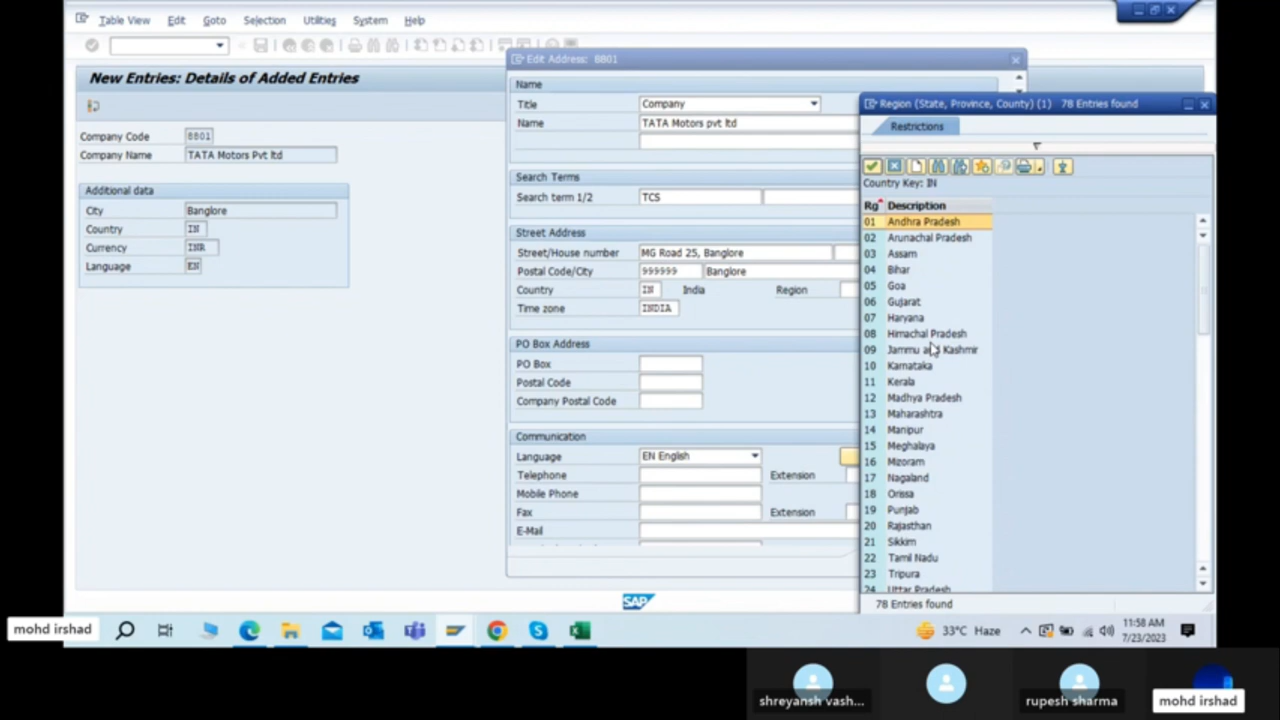 Table View Edit Goto Selection Utilities System Help
New Entries: Details of Added Entries
Company Code 8801
Company Name TATA Motors Pvt ltd
Additional data
City Banglore
Country IN
Currency INR
Language EN
Edit Address: 8801
Name
Title Company
Name TATA Motors pvt ltd
Search Terms
Search term 1/2 TCS
Street Address
Street/House number MG Road 25, Banglore
Postal Code/City 999999 Banglore
Country IN India Region
Time zone INDIA
PO Box Address
PO Box
Postal Code
Company Postal Code
Communication
Language EN English
Telephone Extension
Mobile Phone
Fax Extension
E-Mail
Region (State, Province, County) (1) 78 Entries found
Restrictions
Country Key: IN
Rg Description
01 Andhra Pradesh
02 Arunachal Pradesh
03 Assam
04 Bihar
05 Goa
06 Gujarat
07 Haryana
08 Himachal Pradesh
09 Jammu and Kashmir
10 Karnataka
11 Kerala
12 Madhya Pradesh
13 Maharashtra
14 Manipur
15 Meghalaya
16 Mizoram
17 Nagaland
18 Orissa
19 Punjab
20 Rajasthan
21 Sikkim
22 Tamil Nadu
23 Tripura
24 Uttar Pradesh
78 Entries found
SAP
mohd irshad
33°C Haze
11:58 AM
7/23/2023
shreyansh vash...
rupesh sharma
mohd irshad